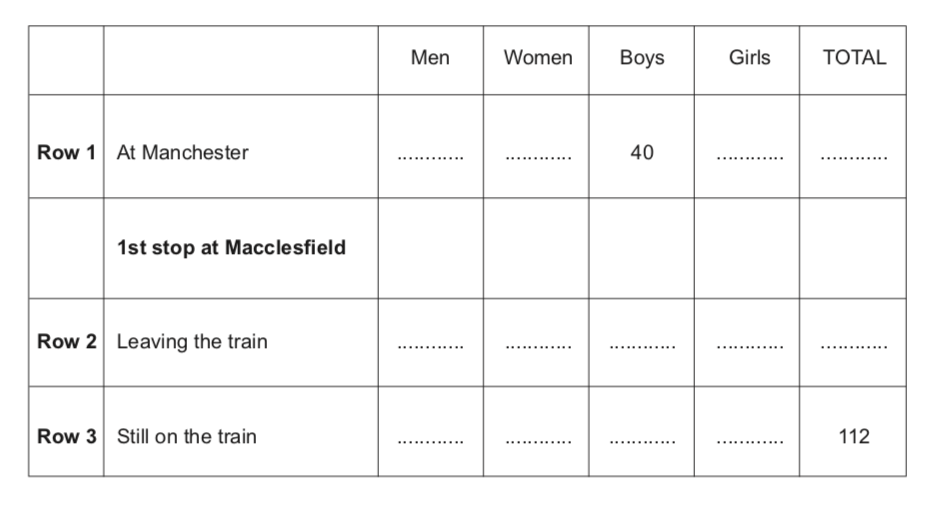 Men Women Boys Girls TOTAL
Row 1 At Manchester ............ ............ 40 ............ ............
1st stop at Macclesfield
Row 2 Leaving the train ............ ............ ............ ............ ............
Row 3 Still on the train ............ ............ ............ ............ 112